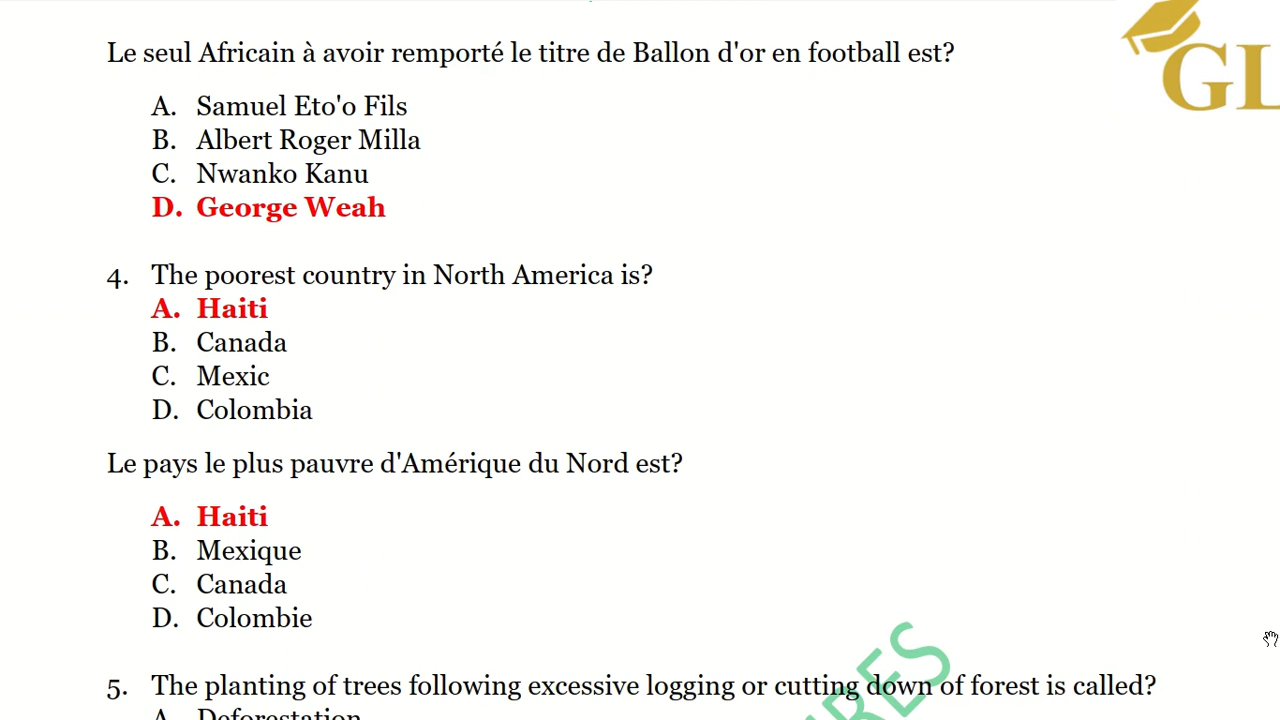 Le seul Africain à avoir remporté le titre de Ballon d'or en football est?
GL
A. Samuel Eto'o Fils
B. Albert Roger Milla
C. Nwanko Kanu
D. George Weah
4. The poorest country in North America is?
A. Haiti
B. Canada
C. Mexic
D. Colombia
Le pays le plus pauvre d'Amérique du Nord est?
A. Haiti
B. Mexique
C. Canada
D. Colombie
5. The planting of trees following excessive logging or cutting down of forest is called?
A. Deforestation